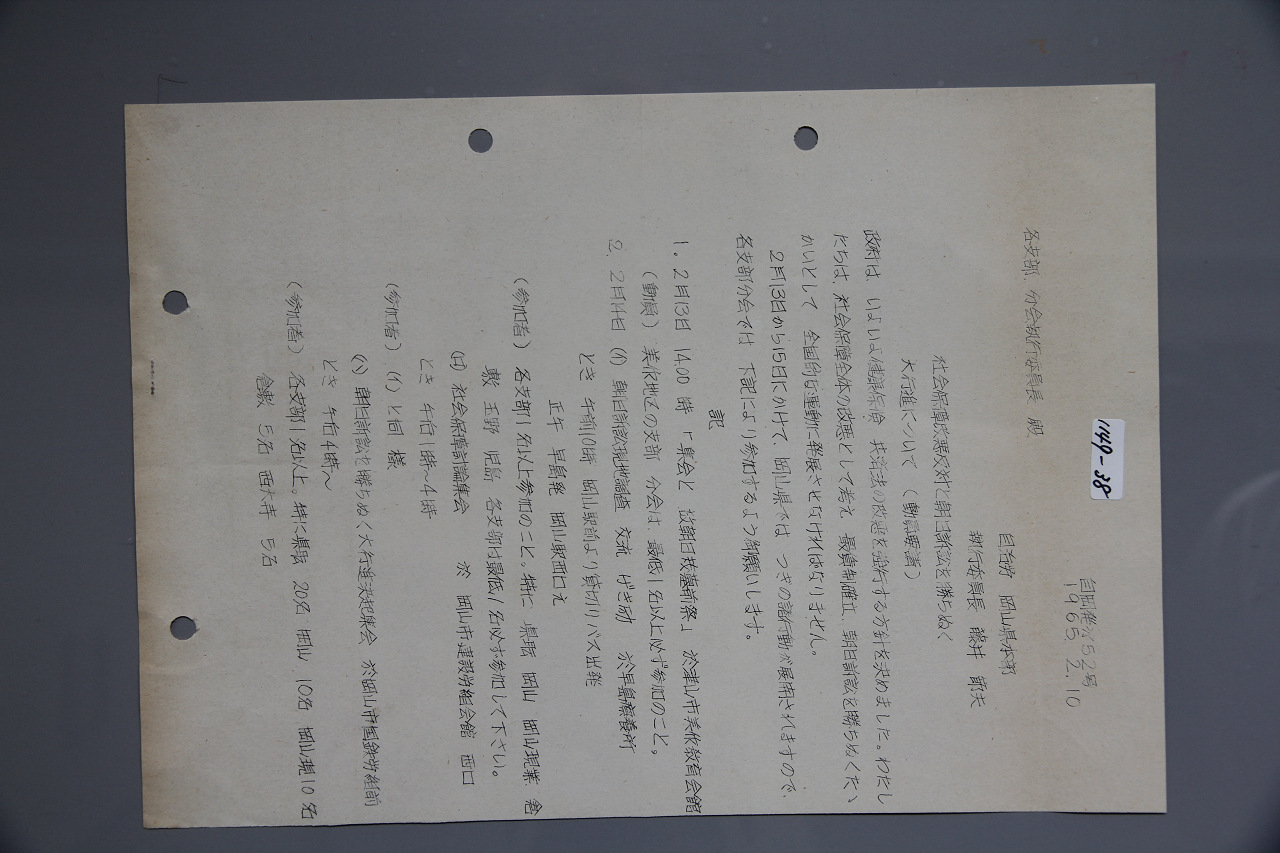 1149-38
自岡発第52号
1965. 2. 10
各支部 分会執行委員長 殿
自治労 岡山県本部
執行委員長 藤井 節夫
社会保障改悪反対と朝日訴訟を勝ちぬく
大行進について (動員要請)
政府は、いよいよ健康保険 共済法の改悪を強行する方針を決めました。わたし
たちは、社会保障全体の改悪として考え、最賃制確立、朝日訴訟を勝ちぬくたゝ
かいとして 全国的な運動に発展させなければなりません。
2月13日から15日にかけて、岡山県では つぎの諸行動が展開されますので、
各支部分会では 下記により参加するよう御願いします。
記
1. 2月13日 14.00 時 「県会と 故朝日茂墓前祭」 於津山市美作教育会館
(動員) 美作地区の支部 分会は、最低1名以上必ず参加のこと。
2. 2月14日 (イ) 朝日訴訟現地調査 交流 げき励 於早島療養所
とき 午前10時 岡山駅前より貸切りバス出発
正午 早島発 岡山駅西口え
(参加者) 名支部1名以上参加のこと。特に 県職 岡山 岡山現業 倉
敷 玉野 児島 各支部は最低1名必ず参加して下さい。
(ロ) 社会保障討論集会 於 岡山市建設労組会館 西口
とき 午后1時〜4時
(参加者) (イ)と同 様
(ハ) 朝日訴訟を勝ちぬく大行進決起集会 於岡山市国鉄労組前
とき 午后4時〜
(参加者) 各支部1名以上。特に県職 20名 岡山 10名 岡山現10名
倉敷 5名 西大寺 5名